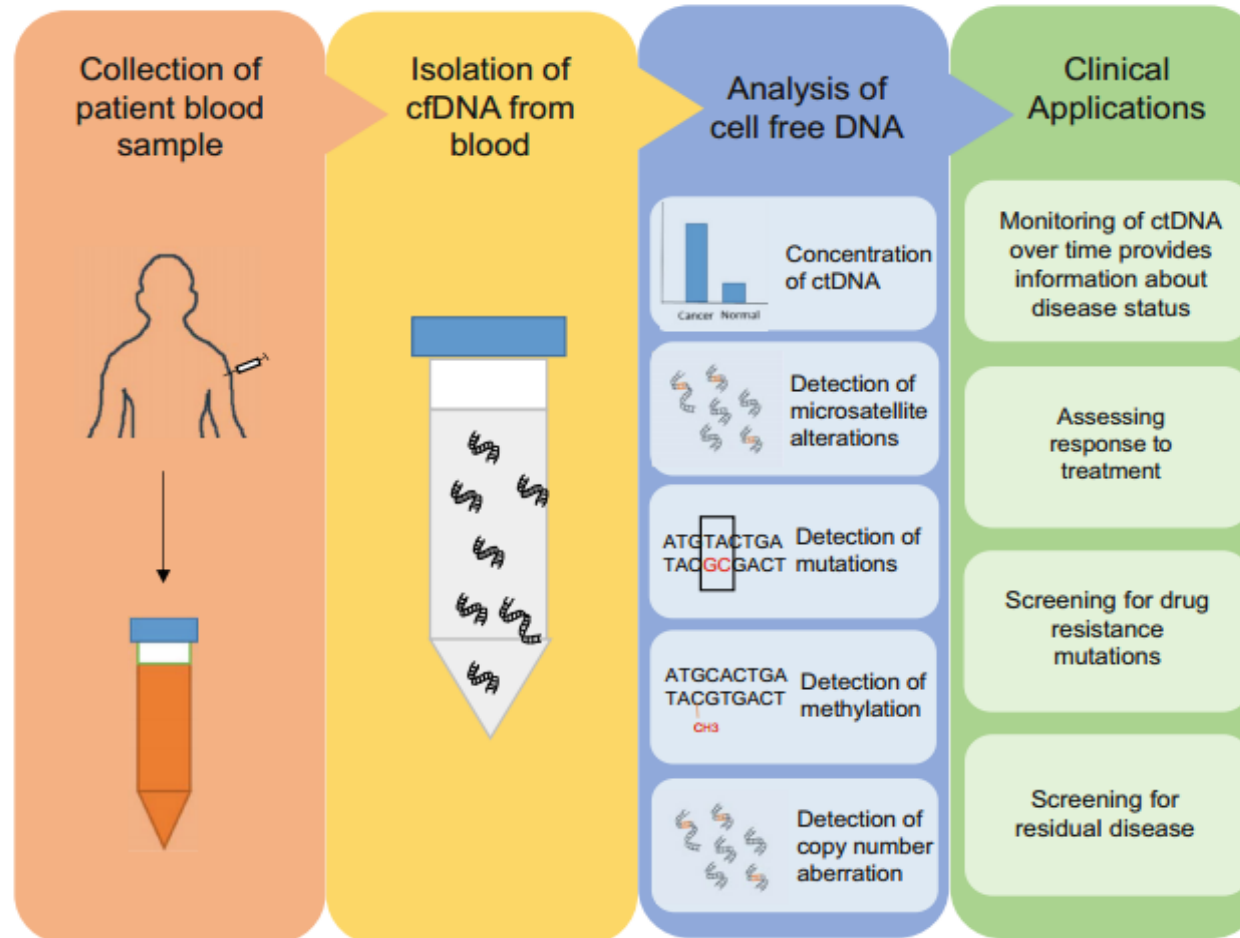 Collection of
patient blood
sample
Isolation of
cfDNA from
blood
Analysis of
cell free DNA
Concentration
of ctDNA
Cancer Normal
Detection of
microsatellite
alterations
ATGTACTGA
TACGCGACT
Detection of
mutations
ATGCACTGA
TACGTGACT
CH3
Detection of
methylation
Detection of
copy number
aberration
Clinical
Applications
Monitoring of ctDNA
over time provides
information about
disease status
Assessing
response to
treatment
Screening for drug
resistance
mutations
Screening for
residual disease